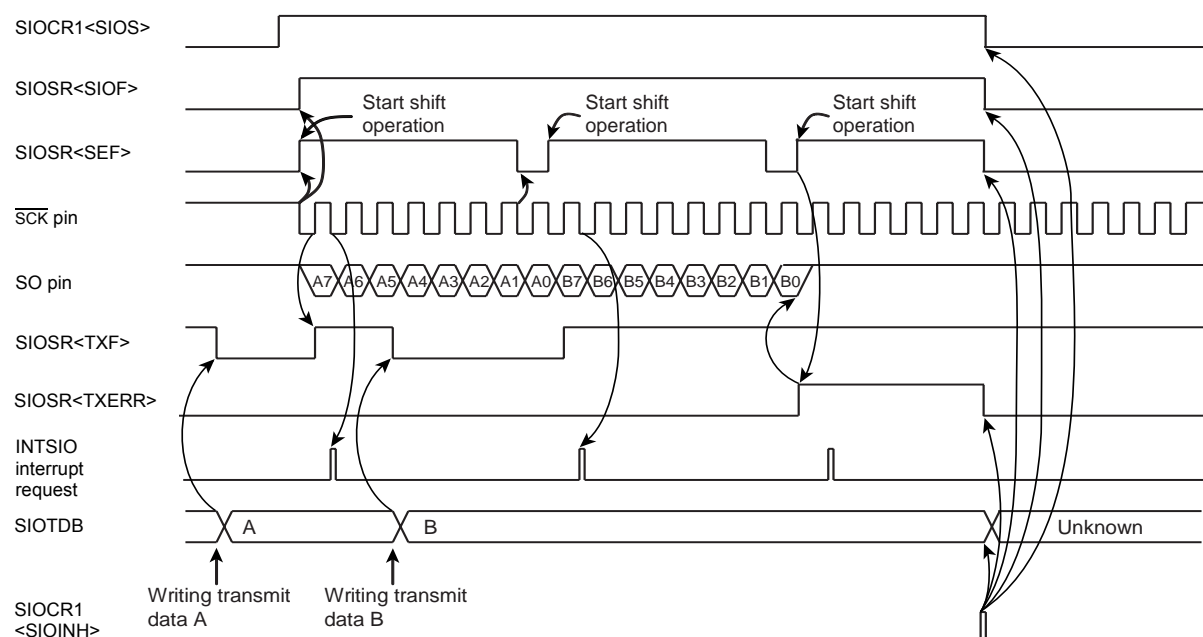 SIOCR1<SIOS>
SIOSR<SIOF>
Start shift
operation
Start shift
operation
Start shift
operation
SIOSR<SEF>
SCK pin
SO pin
A7 A6 A5 A4 A3 A2 A1 A0 B7 B6 B5 B4 B3 B2 B1 B0
SIOSR<TXF>
SIOSR<TXERR>
INTSIO
interrupt
request
SIOTDB
A
B
Unknown
Writing transmit
data A
Writing transmit
data B
SIOCR1
<SIOINH>